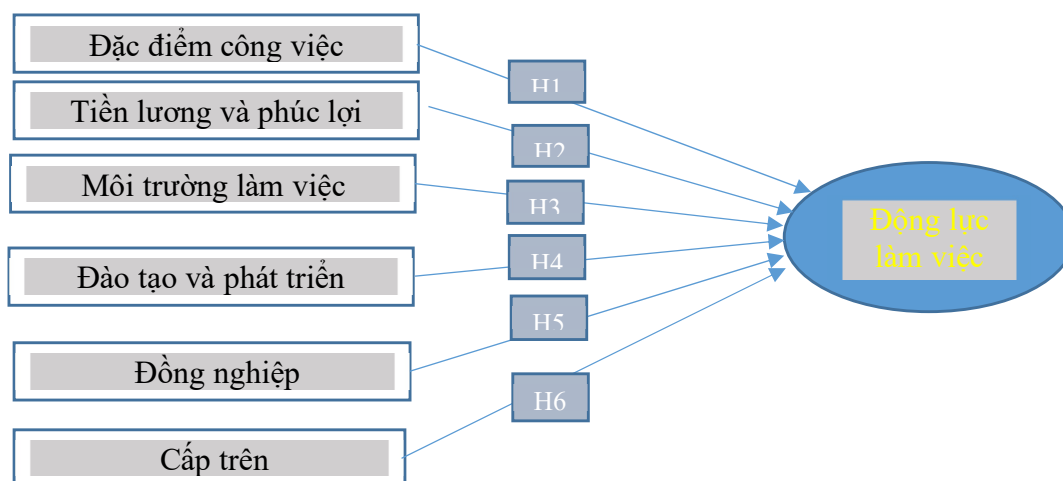 Đặc điểm công việc
H1
Tiền lương và phúc lợi
H2
Môi trường làm việc
H3
Động lực
làm việc
Đào tạo và phát triển
H4
Đồng nghiệp
H5
Cấp trên
H6